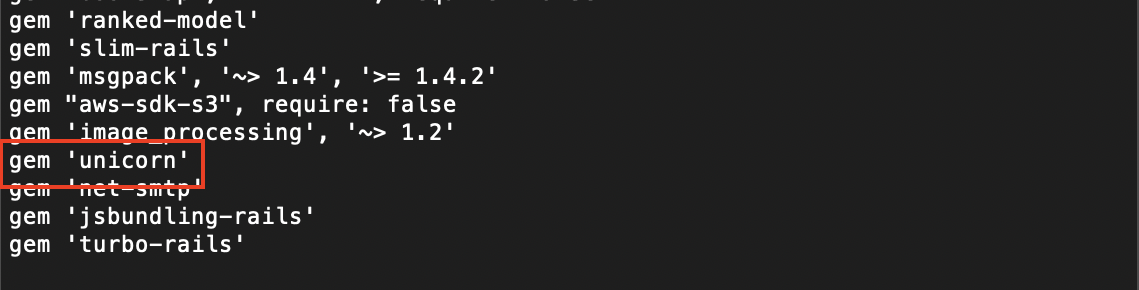 gem 'ranked-model'
gem 'slim-rails'
gem 'msgpack', '~> 1.4', '>= 1.4.2'
gem "aws-sdk-s3", require: false
gem 'image_processing', '~> 1.2'
gem 'unicorn'
gem 'net-smtp'
gem 'jsbundling-rails'
gem 'turbo-rails'